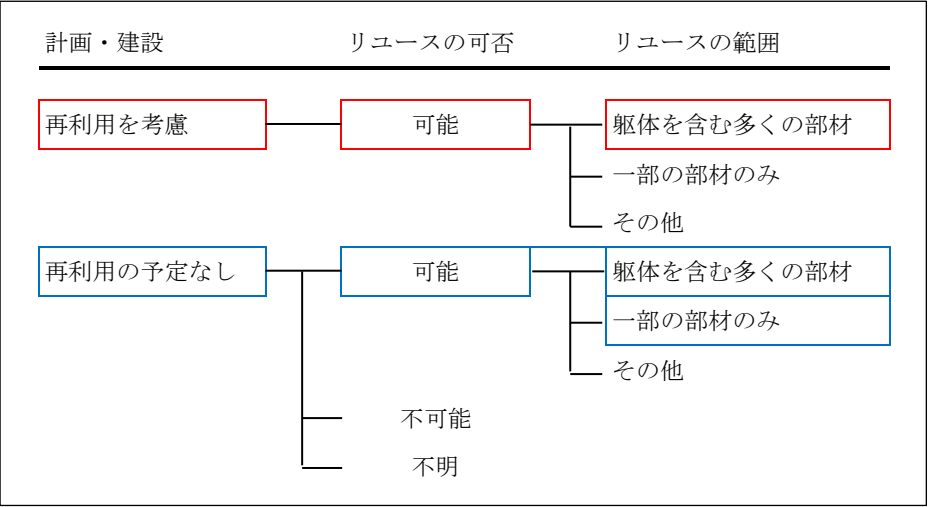 計画・建設 リユースの可否 リユースの範囲
再利用を考慮 可能 躯体を含む多くの部材
一部の部材のみ
その他
再利用の予定なし 可能 躯体を含む多くの部材
一部の部材のみ
その他
不可能
不明